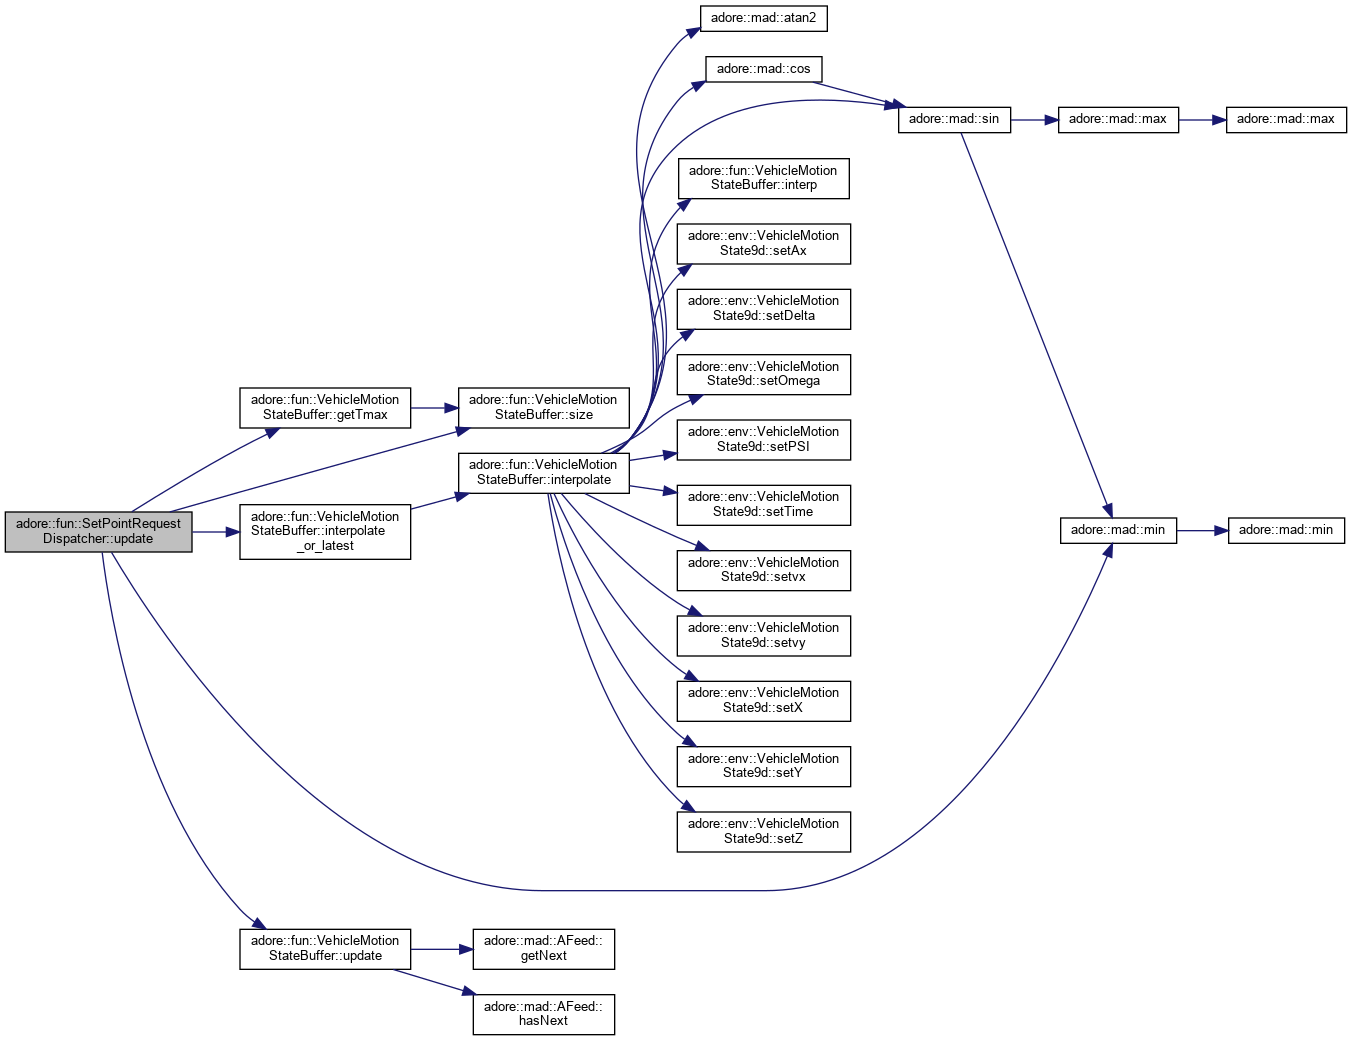 adore::mad::atan2
adore::mad::cos
adore::mad::sin
adore::mad::max
adore::mad::max
adore::fun::VehicleMotion
StateBuffer::interp
adore::env::VehicleMotion
State9d::setAx
adore::env::VehicleMotion
State9d::setDelta
adore::env::VehicleMotion
State9d::setOmega
adore::fun::VehicleMotion
StateBuffer::getTmax
adore::fun::VehicleMotion
StateBuffer::size
adore::env::VehicleMotion
State9d::setPSI
adore::fun::VehicleMotion
StateBuffer::interpolate
adore::env::VehicleMotion
State9d::setTime
adore::fun::SetPointRequest
Dispatcher::update
adore::fun::VehicleMotion
StateBuffer::interpolate
_or_latest
adore::mad::min
adore::mad::min
adore::env::VehicleMotion
State9d::setvx
adore::env::VehicleMotion
State9d::setvy
adore::env::VehicleMotion
State9d::setX
adore::env::VehicleMotion
State9d::setY
adore::env::VehicleMotion
State9d::setZ
adore::fun::VehicleMotion
StateBuffer::update
adore::mad::AFeed::
getNext
adore::mad::AFeed::
hasNext